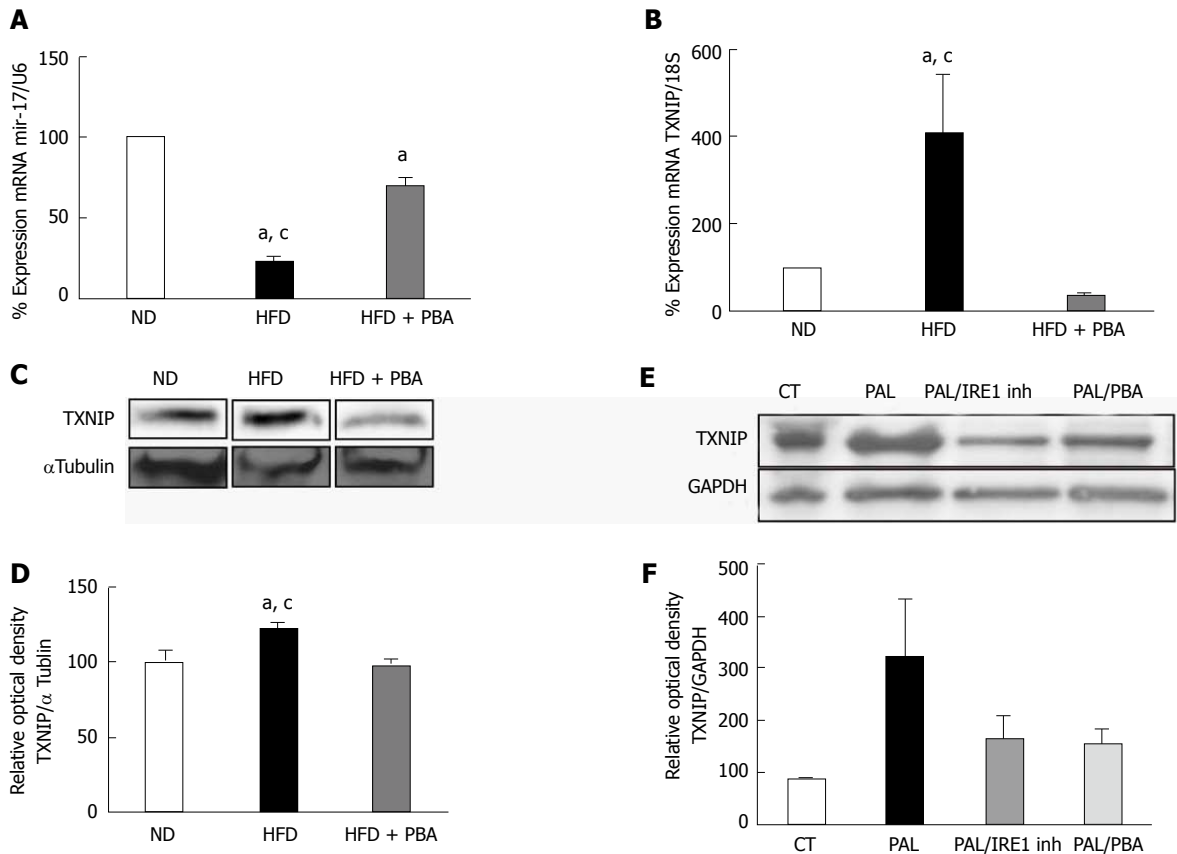 A
% Expression mRNA mir-17/U6
150
100
50
0
a, c
a
ND
HFD
HFD + PBA
B
% Expression mRNA TXNIP/18S
600
400
200
0
a, c
ND
HFD
HFD + PBA
C
ND
HFD
HFD + PBA
TXNIP
αTubulin
E
CT
PAL
PAL/IRE1 inh
PAL/PBA
TXNIP
GAPDH
D
Relative optical density
TXNIP/α Tublin
150
100
50
0
a, c
ND
HFD
HFD + PBA
F
Relative optical density
TXNIP/GAPDH
500
400
300
200
100
0
CT
PAL
PAL/IRE1 inh
PAL/PBA